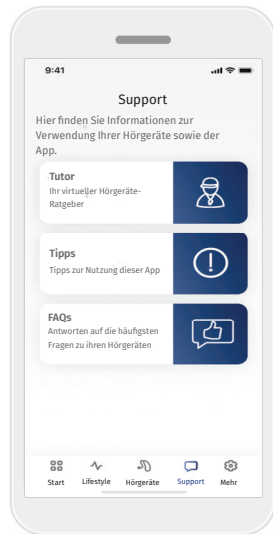 9:41
Support
Hier finden Sie Informationen zur
Verwendung Ihrer Hörgeräte sowie der
App.
Tutor
Ihr virtueller Hörgeräte-
Ratgeber
Tipps
Tipps zur Nutzung dieser App
FAQs
Antworten auf die häufigsten
Fragen zu ihren Hörgeräten
Start Lifestyle Hörgeräte Support Mehr